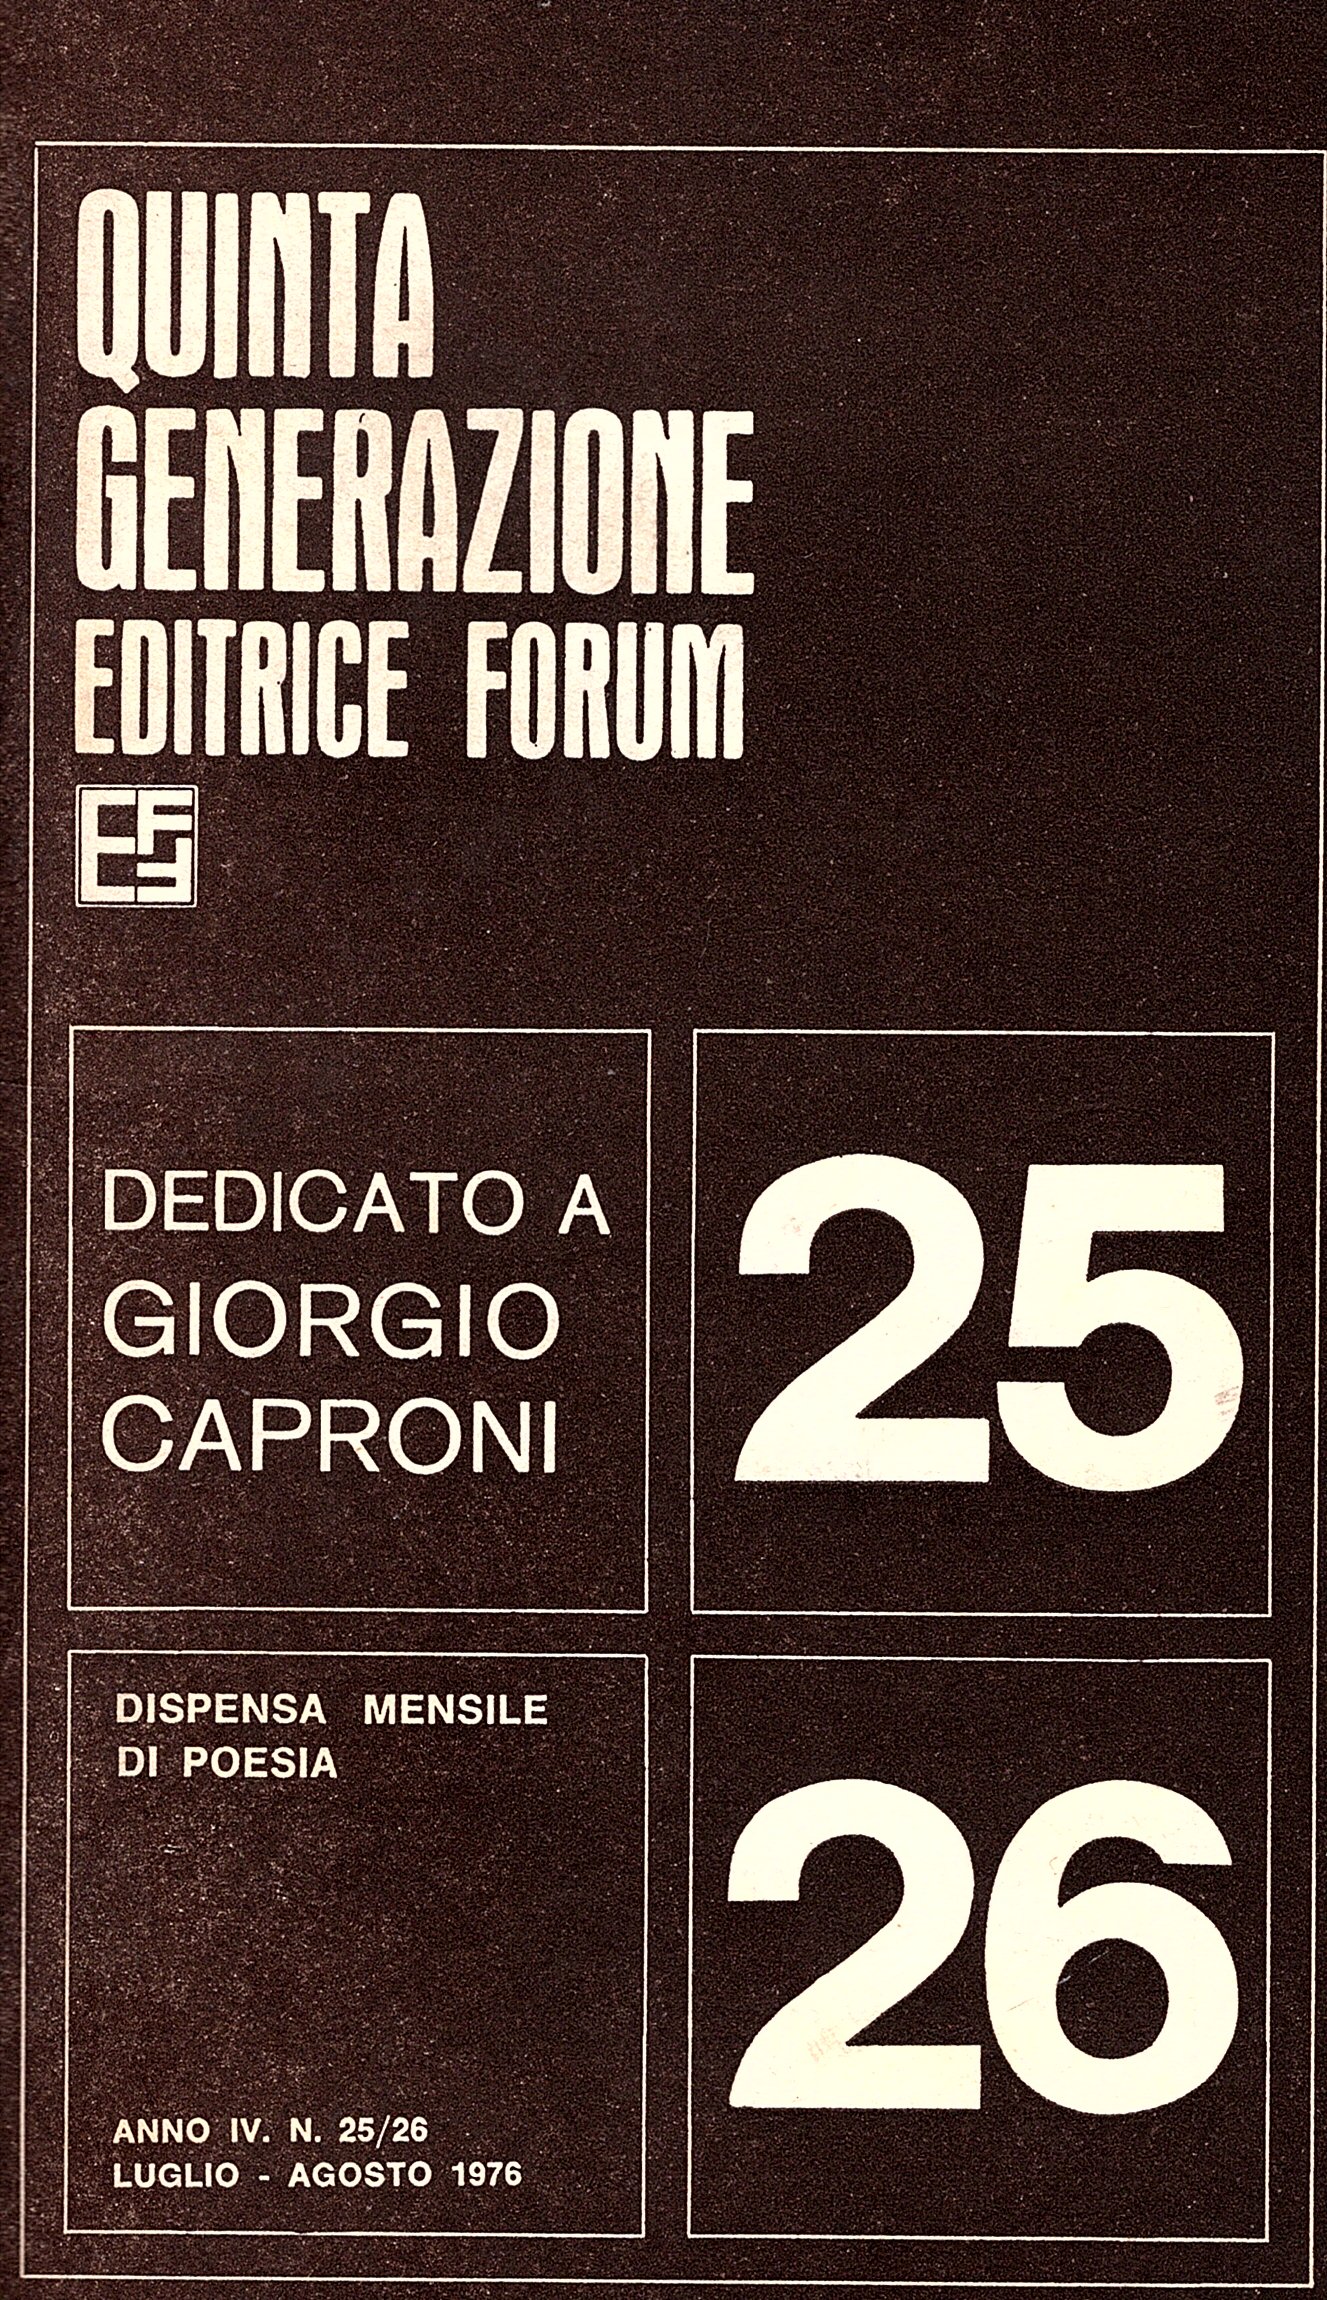 QUINTA
GENERAZIONE
EDITRICE FORUM
DEDICATO A
GIORGIO
CAPRONI
25
DISPENSA MENSILE
DI POESIA
26
ANNO IV. N. 25/26
LUGLIO - AGOSTO 1976